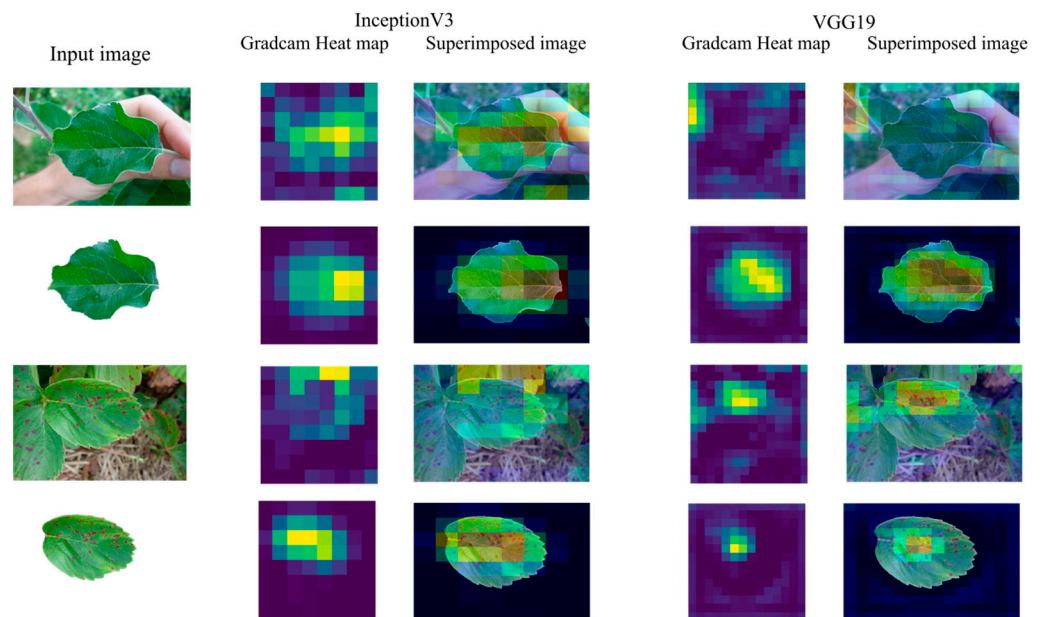 InceptionV3
VGG19
Input image
Gradcam Heat map
Superimposed image
Gradcam Heat map
Superimposed image